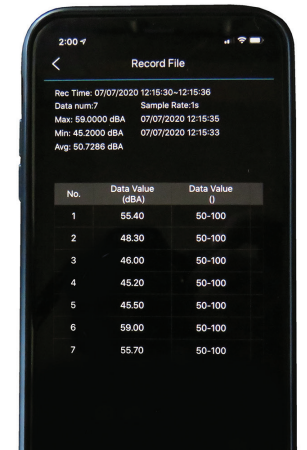 2:00
Record File
Rec Time: 07/07/2020 12:15:30~12:15:36
Data num:7 Sample Rate:1s
Max: 59.0000 dBA 07/07/2020 12:15:35
Min: 45.2000 dBA 07/07/2020 12:15:33
Avg: 50.7286 dBA
No. Data Value (dBA) Data Value ()
1 55.40 50-100
2 48.30 50-100
3 46.00 50-100
4 45.20 50-100
5 45.50 50-100
6 59.00 50-100
7 55.70 50-100